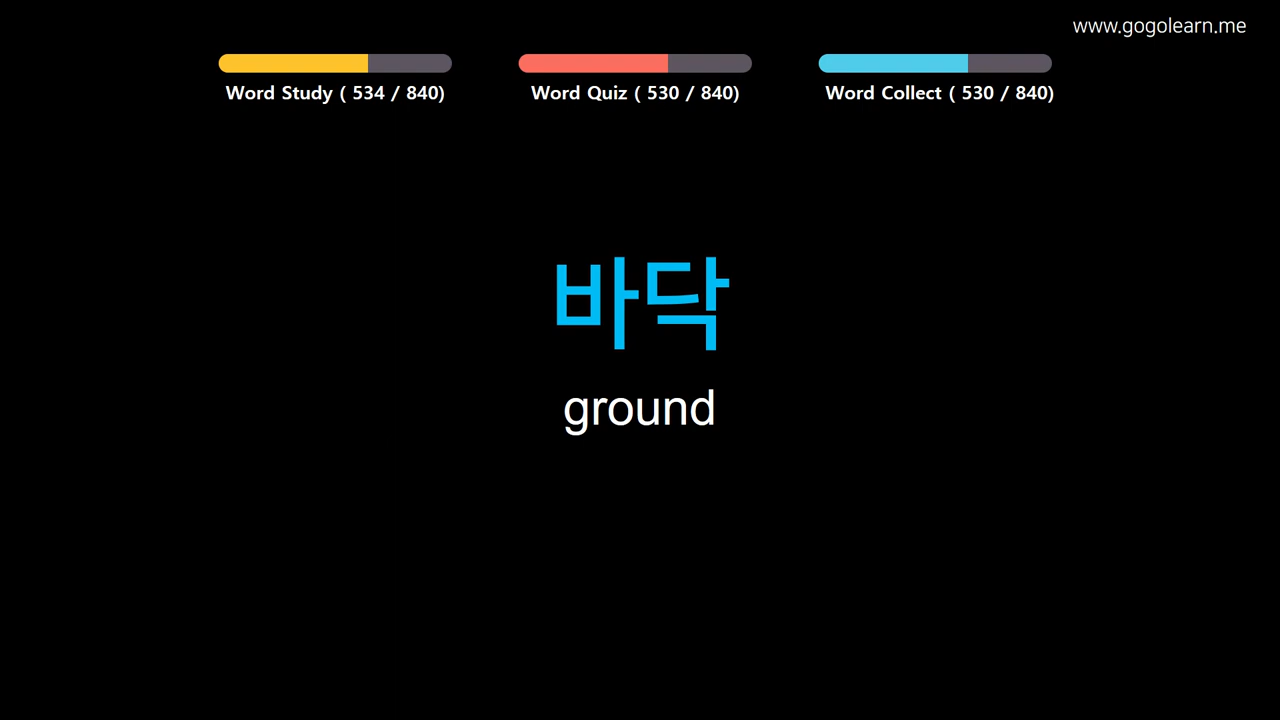 www.gogolearn.me
Word Study ( 534 / 840)
Word Quiz ( 530 / 840)
Word Collect ( 530 / 840)
바닥
ground